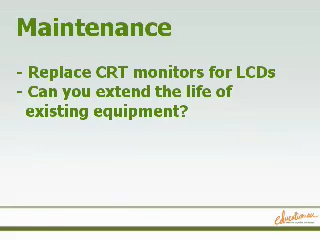 Maintenance
- Replace CRT monitors for LCDs
- Can you extend the life of
existing equipment?